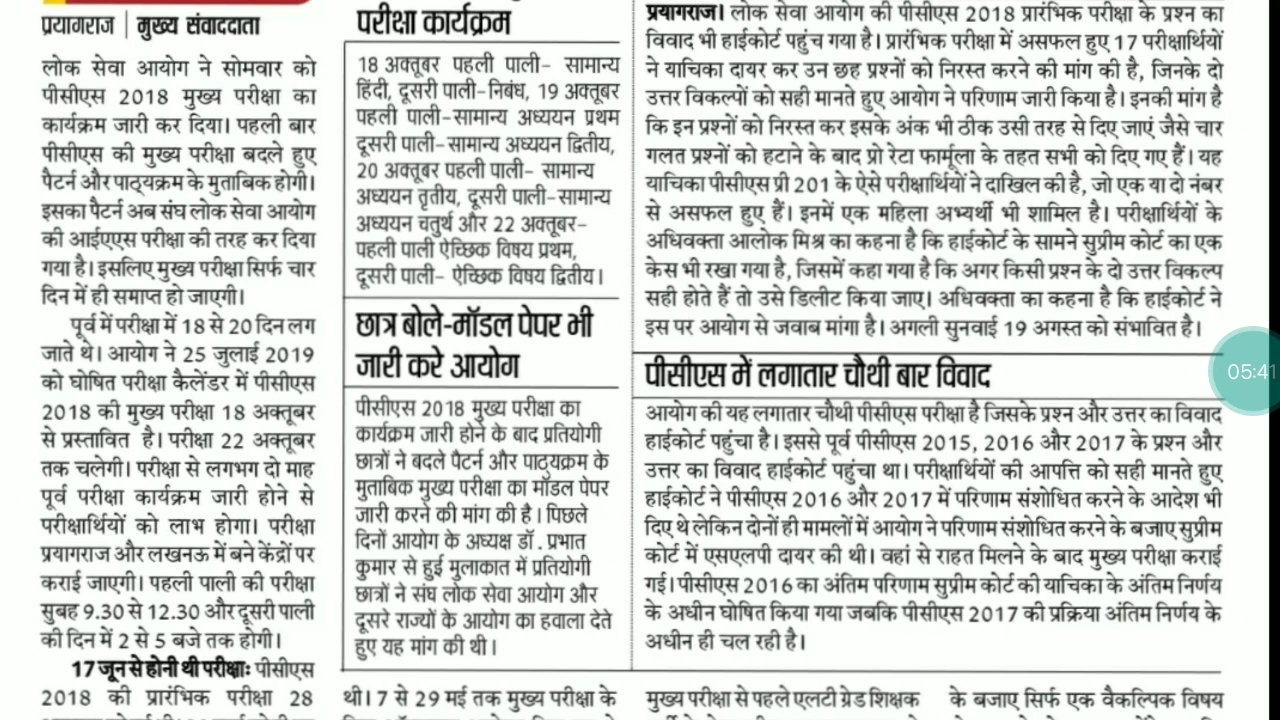 प्रयागराज | मुख्य संवाददाता
लोक सेवा आयोग ने सोमवार को
पीसीएस 2018 मुख्य परीक्षा का
कार्यक्रम जारी कर दिया। पहली बार
पीसीएस की मुख्य परीक्षा बदले हुए
पैटर्न और पाठ्यक्रम के मुताबिक होगी।
इसका पैटर्न अब संघ लोक सेवा आयोग
की आईएएस परीक्षा की तरह कर दिया
गया है। इसलिए मुख्य परीक्षा सिर्फ चार
दिन में ही समाप्त हो जाएगी।
पूर्व में परीक्षा में 18 से 20 दिन लग
जाते थे। आयोग ने 25 जुलाई 2019
को घोषित परीक्षा कैलेंडर में पीसीएस
2018 की मुख्य परीक्षा 18 अक्तूबर
से प्रस्तावित है। परीक्षा 22 अक्तूबर
तक चलेगी। परीक्षा से लगभग दो माह
पूर्व परीक्षा कार्यक्रम जारी होने से
परीक्षार्थियों को लाभ होगा। परीक्षा
प्रयागराज और लखनऊ में बने केंद्रों पर
कराई जाएगी। पहली पाली की परीक्षा
सुबह 9.30 से 12.30 और दूसरी पाली
की दिन में 2 से 5 बजे तक होगी।
17 जून से होनी थी परीक्षाः पीसीएस
2018 की प्रारंभिक परीक्षा 28
परीक्षा कार्यक्रम
18 अक्तूबर पहली पाली- सामान्य
हिंदी, दूसरी पाली-निबंध, 19 अक्तूबर
पहली पाली-सामान्य अध्ययन प्रथम
दूसरी पाली-सामान्य अध्ययन द्वितीय,
20 अक्तूबर पहली पाली- सामान्य
अध्ययन तृतीय, दूसरी पाली-सामान्य
अध्ययन चतुर्थ और 22 अक्तूबर-
पहली पाली ऐच्छिक विषय प्रथम,
दूसरी पाली- ऐच्छिक विषय द्वितीय।
छात्र बोले-मॉडल पेपर भी
जारी करे आयोग
पीसीएस 2018 मुख्य परीक्षा का
कार्यक्रम जारी होने के बाद प्रतियोगी
छात्रों ने बदले पैटर्न और पाठ्यक्रम के
मुताबिक मुख्य परीक्षा का मॉडल पेपर
जारी करने की मांग की है। पिछले
दिनों आयोग के अध्यक्ष डॉ. प्रभात
कुमार से हुई मुलाकात में प्रतियोगी
छात्रों ने संघ लोक सेवा आयोग और
दूसरे राज्यों के आयोग का हवाला देते
हुए यह मांग की थी।
थी। 7 से 29 मई तक मुख्य परीक्षा के
प्रयागराज। लोक सेवा आयोग की पीसीएस 2018 प्रारंभिक परीक्षा के प्रश्न का
विवाद भी हाईकोर्ट पहुंच गया है। प्रारंभिक परीक्षा में असफल हुए 17 परीक्षार्थियों
ने याचिका दायर कर उन छह प्रश्नों को निरस्त करने की मांग की है, जिनके दो
उत्तर विकल्पों को सही मानते हुए आयोग ने परिणाम जारी किया है। इनकी मांग है
कि इन प्रश्नों को निरस्त कर इसके अंक भी ठीक उसी तरह से दिए जाएं जैसे चार
गलत प्रश्नों को हटाने के बाद प्रो रेटा फार्मूला के तहत सभी को दिए गए हैं। यह
याचिका पीसीएस प्री 201 के ऐसे परीक्षार्थियों ने दाखिल की है, जो एक या दो नंबर
से असफल हुए हैं। इनमें एक महिला अभ्यर्थी भी शामिल है। परीक्षार्थियों के
अधिवक्ता आलोक मिश्र का कहना है कि हाईकोर्ट के सामने सुप्रीम कोर्ट का एक
केस भी रखा गया है, जिसमें कहा गया है कि अगर किसी प्रश्न के दो उत्तर विकल्प
सही होते हैं तो उसे डिलीट किया जाए। अधिवक्ता का कहना है कि हाईकोर्ट ने
इस पर आयोग से जवाब मांगा है। अगली सुनवाई 19 अगस्त को संभावित है।
पीसीएस में लगातार चौथी बार विवाद
आयोग की यह लगातार चौथी पीसीएस परीक्षा है जिसके प्रश्न और उत्तर का विवाद
हाईकोर्ट पहुंचा है। इससे पूर्व पीसीएस 2015, 2016 और 2017 के प्रश्न और
उत्तर का विवाद हाईकोर्ट पहुंचा था। परीक्षार्थियों की आपत्ति को सही मानते हुए
हाईकोर्ट ने पीसीएस 2016 और 2017 में परिणाम संशोधित करने के आदेश भी
दिए थे लेकिन दोनों ही मामलों में आयोग ने परिणाम संशोधित करने के बजाए सुप्रीम
कोर्ट में एसएलपी दायर की थी। वहां से राहत मिलने के बाद मुख्य परीक्षा कराई
गई। पीसीएस 2016 का अंतिम परिणाम सुप्रीम कोर्ट की याचिका के अंतिम निर्णय
के अधीन घोषित किया गया जबकि पीसीएस 2017 की प्रक्रिया अंतिम निर्णय के
अधीन ही चल रही है।
मुख्य परीक्षा से पहले एलटी ग्रेड शिक्षक
के बजाए सिर्फ एक वैकल्पिक विषय
05:41